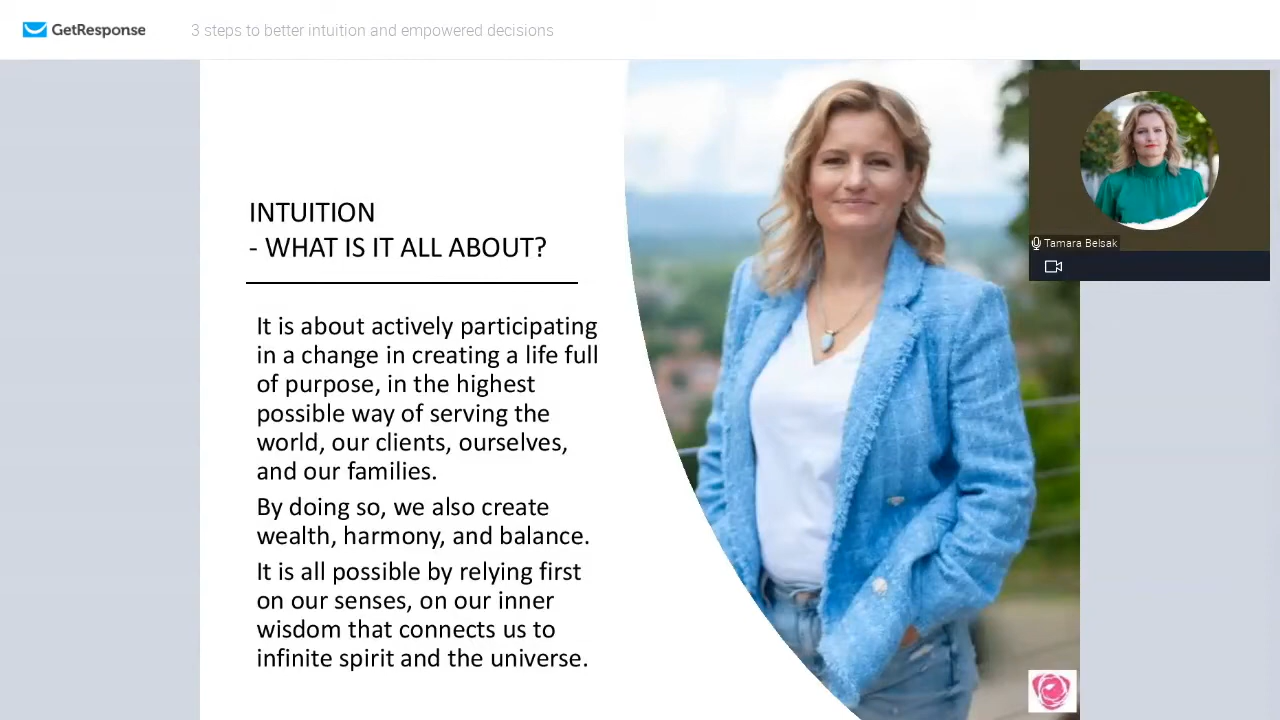 GetResponse
3 steps to better intuition and empowered decisions
INTUITION
- WHAT IS IT ALL ABOUT?
It is about actively participating
in a change in creating a life full
of purpose, in the highest
possible way of serving the
world, our clients, ourselves,
and our families.
By doing so, we also create
wealth, harmony, and balance.
It is all possible by relying first
on our senses, on our inner
wisdom that connects us to
infinite spirit and the universe.
Tamara Belsak